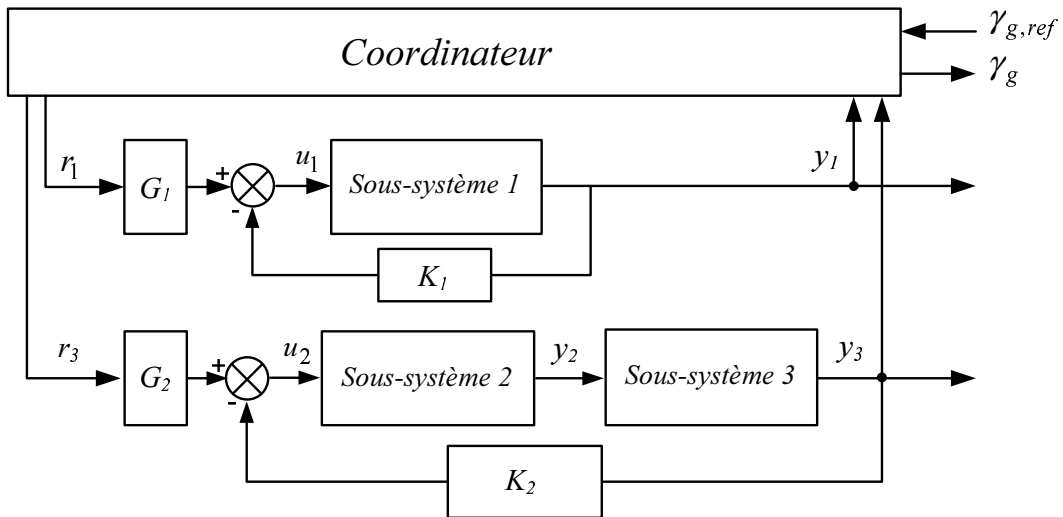 Coordinateur
γg,ref
γg
r1
G1
+
-
u1
Sous-système 1
y1
K1
r3
G2
+
-
u2
Sous-système 2
y2
Sous-système 3
y3
K2